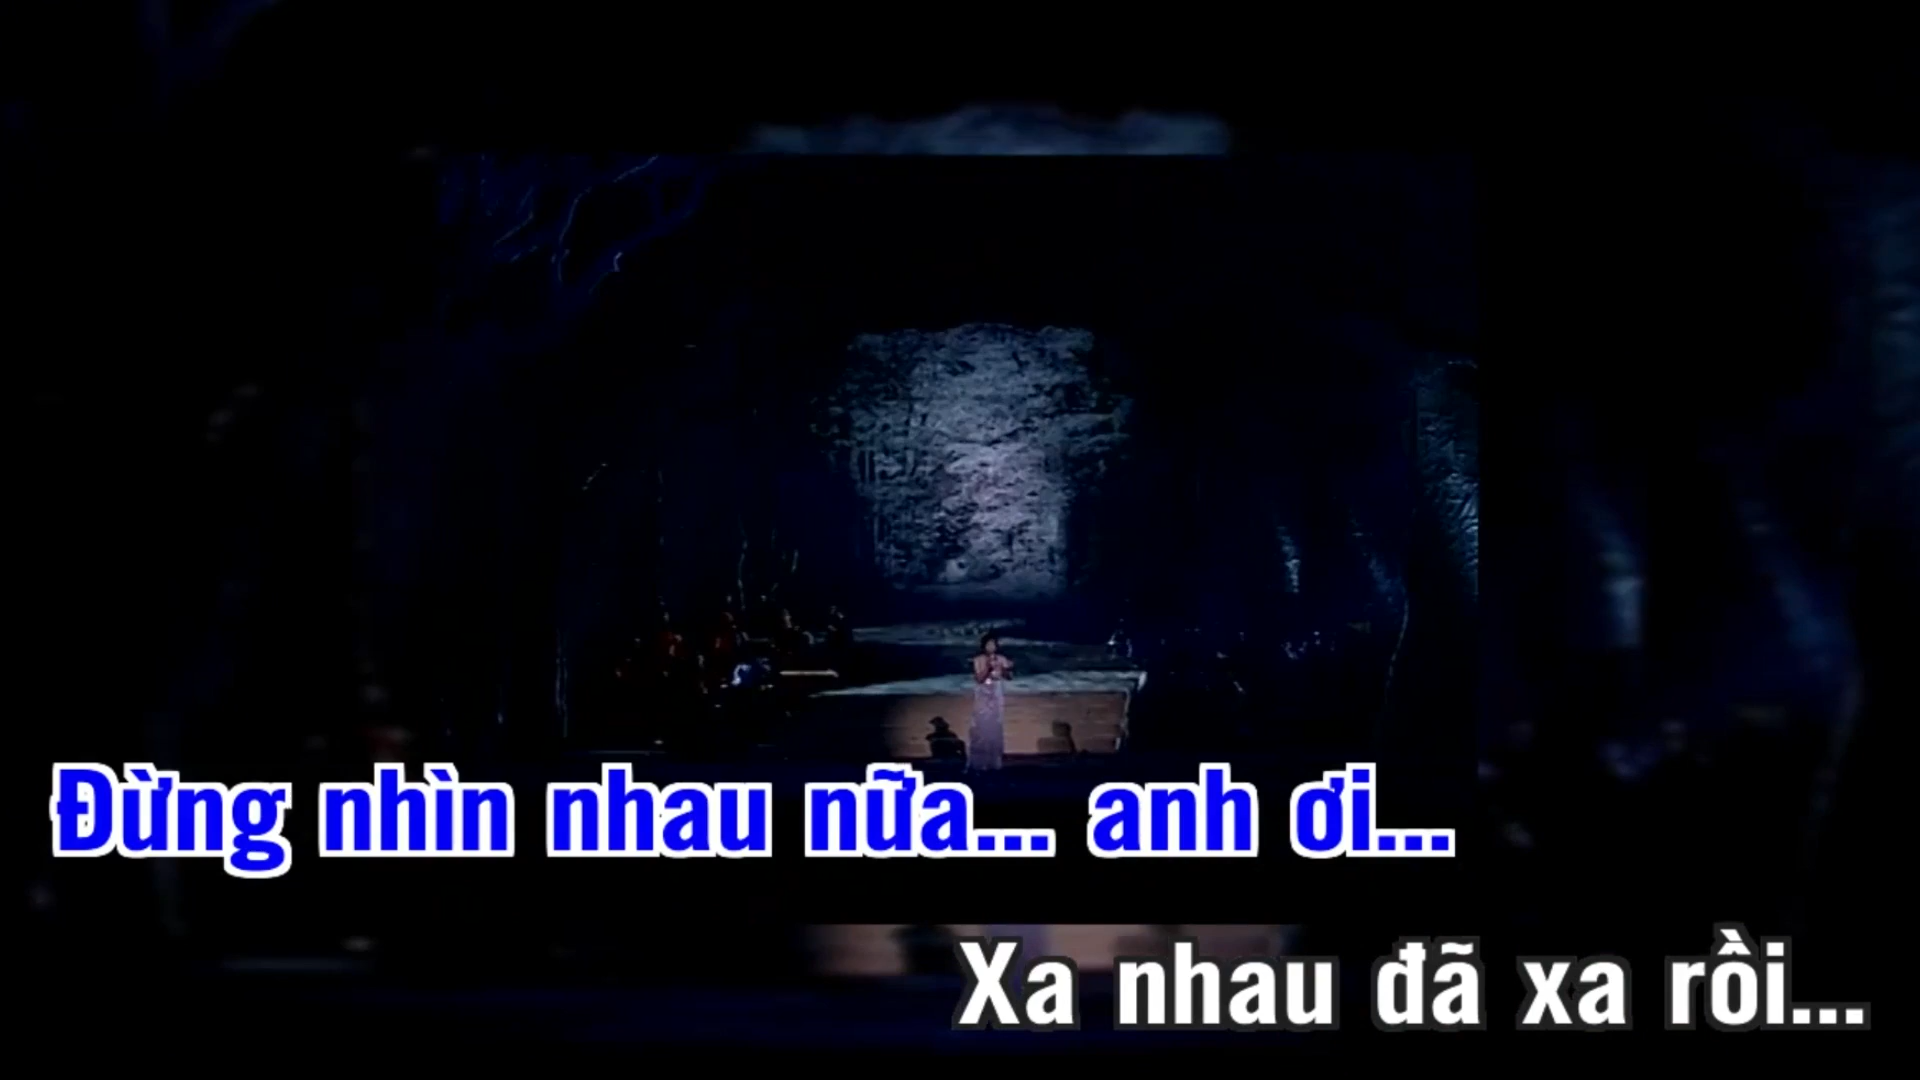 Đừng nhìn nhau nữa... anh ơi...
Xa nhau đã xa rồi...